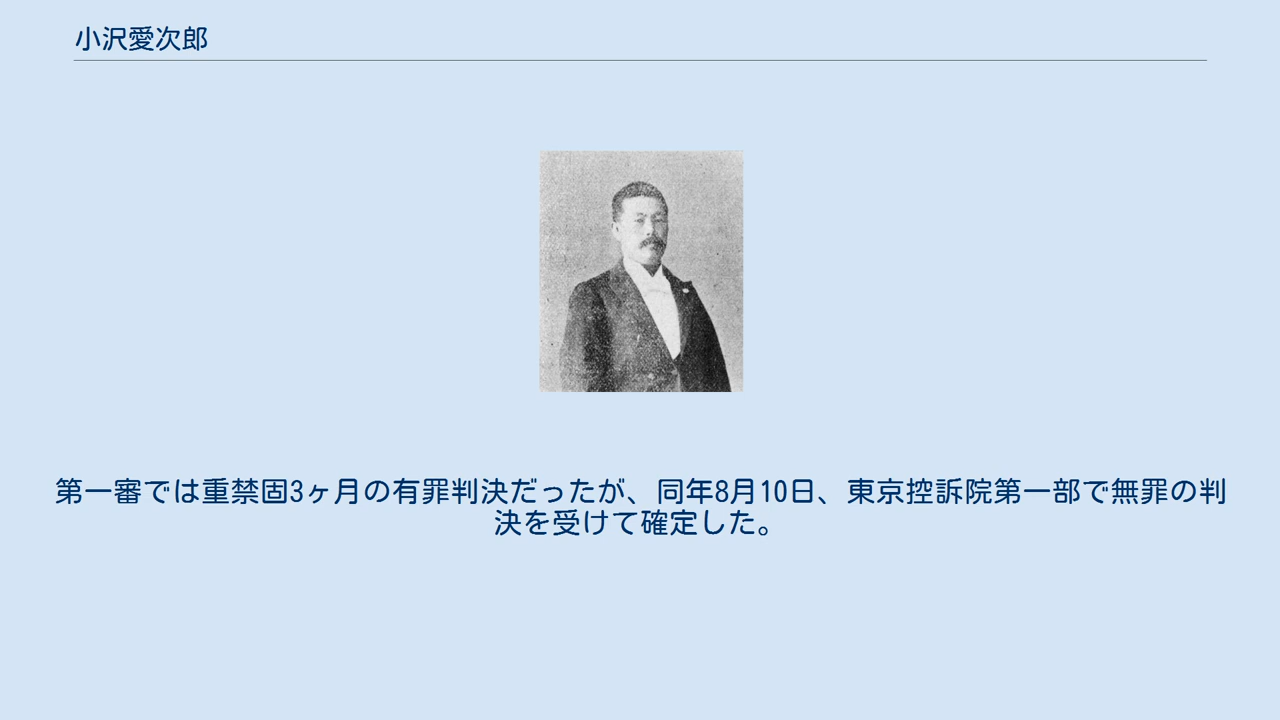 小沢愛次郎
第一審では重禁固3ヶ月の有罪判決だったが、同年8月10日、東京控訴院第一部で無罪の判
決を受けて確定した。